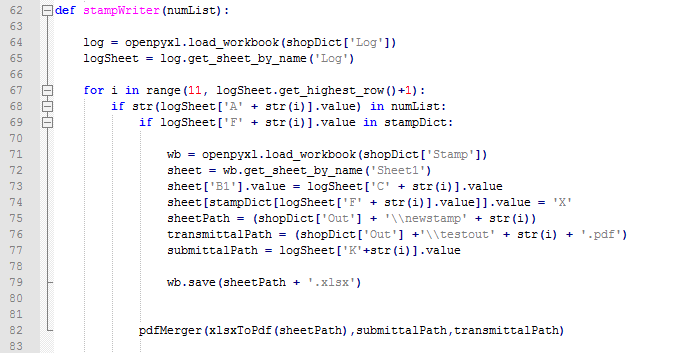 62 def stampWriter(numList):
63
64 log = openpyxl.load_workbook(shopDict['Log'])
65 logSheet = log.get_sheet_by_name('Log')
66
67 for i in range(11, logSheet.get_highest_row()+1):
68 if str(logSheet['A' + str(i)].value) in numList:
69 if logSheet['F' + str(i)].value in stampDict:
70
71 wb = openpyxl.load_workbook(shopDict['Stamp'])
72 sheet = wb.get_sheet_by_name('Sheet1')
73 sheet['B1'].value = logSheet['C' + str(i)].value
74 sheet[stampDict[logSheet['F' + str(i)].value]].value = 'X'
75 sheetPath = (shopDict['Out'] + '\\newstamp' + str(i))
76 transmittalPath = (shopDict['Out'] +'\\testout' + str(i) + '.pdf')
77 submittalPath = logSheet['K'+str(i)].value
78
79 wb.save(sheetPath + '.xlsx')
80
81
82 pdfMerger(xlsxToPdf(sheetPath),submittalPath,transmittalPath)
83